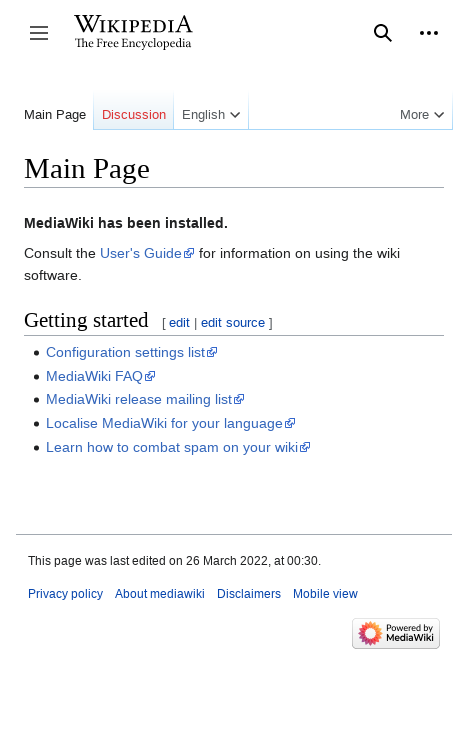 WIKIPEDIA
The Free Encyclopedia
Main Page Discussion English More
Main Page
MediaWiki has been installed.
Consult the User's Guide for information on using the wiki
software.
Getting started [ edit | edit source ]
Configuration settings list
MediaWiki FAQ
MediaWiki release mailing list
Localise MediaWiki for your language
Learn how to combat spam on your wiki
This page was last edited on 26 March 2022, at 00:30.
Privacy policy About mediawiki Disclaimers Mobile view
Powered by
MediaWiki